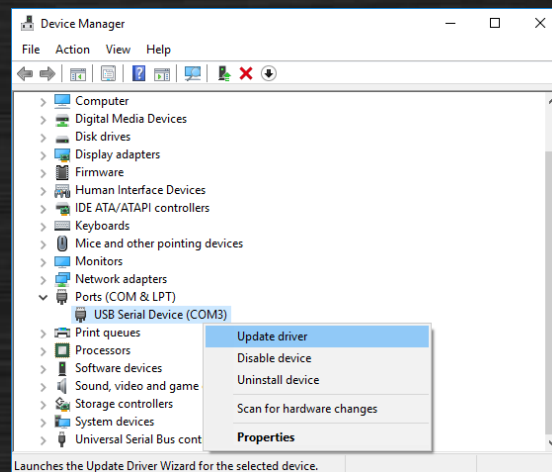 Device Manager
File Action View Help
Computer
Digital Media Devices
Disk drives
Display adapters
Firmware
Human Interface Devices
IDE ATA/ATAPI controllers
Keyboards
Mice and other pointing devices
Monitors
Network adapters
Ports (COM & LPT)
USB Serial Device (COM3)
Print queues
Update driver
Processors
Disable device
Software devices
Uninstall device
Sound, video and game
Storage controllers
Scan for hardware changes
System devices
Universal Serial Bus cont
Properties
Launches the Update Driver Wizard for the selected device.